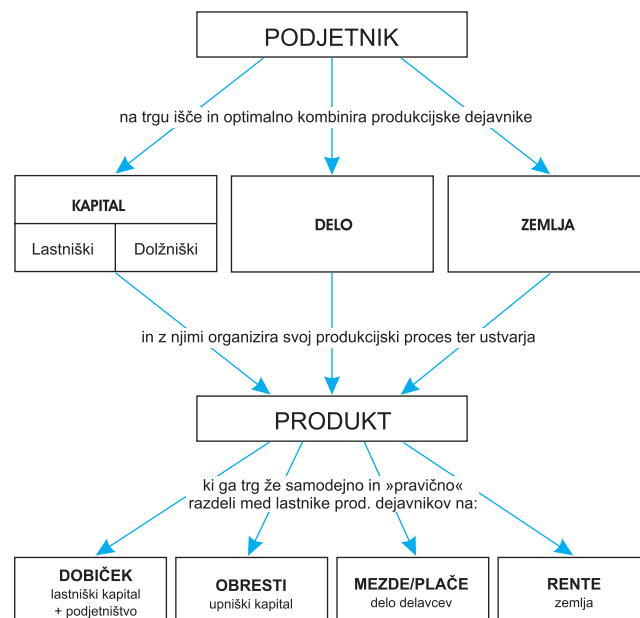 PODJETNIK
na trgu išče in optimalno kombinira produkcijske dejavnike
KAPITAL
Lastniški
Dolžniški
DELO
ZEMLJA
in z njimi organizira svoj produkcijski proces ter ustvarja
PRODUKT
ki ga trg že samodejno in »pravično«
razdeli med lastnike prod. dejavnikov na:
DOBIČEK
lastniški kapital
+ podjetništvo
OBRESTI
upniški kapital
MEZDE/PLAČE
delo delavcev
RENTE
zemlja